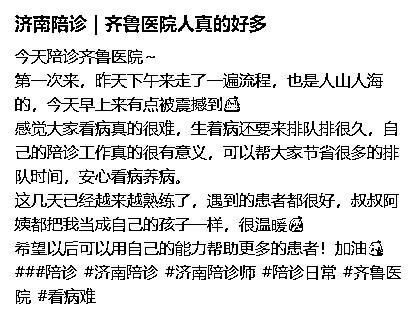 济南陪诊 | 齐鲁医院人真的好多
今天陪诊齐鲁医院~
第一次来，昨天下午来走了一遍流程，也是人山人海
的，今天早上来有点被震撼到
感觉大家看病真的很难，生着病还要来排队排很久，自
己的陪诊工作真的很有意义，可以帮大家节省很多的排
队时间，安心看病养病。
这几天已经越来越熟练了，遇到的患者都很好，叔叔阿
姨都把我当成自己的孩子一样，很温暖
希望以后可以用自己的能力帮助更多的患者！加油
###陪诊 #济南陪诊 #济南陪诊师 #陪诊日常 #齐鲁医
院 #看病难